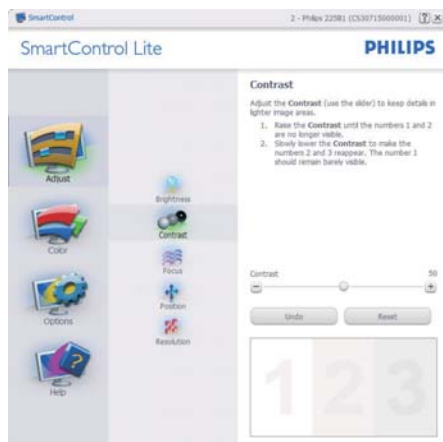 SmartControl
2 - Philips 225B1 (CS30715000001)
SmartControl Lite
PHILIPS
Adjust
Color
Options
Help
Brightness
Contrast
Focus
Position
Resolution
Contrast
Adjust the Contrast (use the slider) to keep details in
lighter image areas.
1. Raise the Contrast until the numbers 1 and 2
are no longer visible.
2. Slowly lower the Contrast to make the
numbers 2 and 3 reappear. The number 1
should remain barely visible.
Contrast
50
Undo
Reset
1 2 3